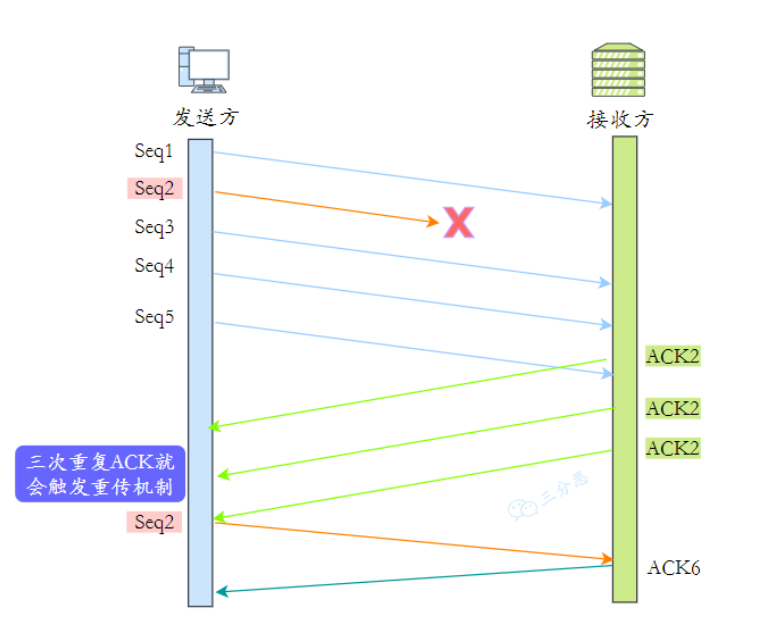 发送方
接收方
Seq1
Seq2
Seq3
Seq4
Seq5
ACK2
ACK2
ACK2
三次重复ACK就
会触发重传机制
三分恶
Seq2
ACK6